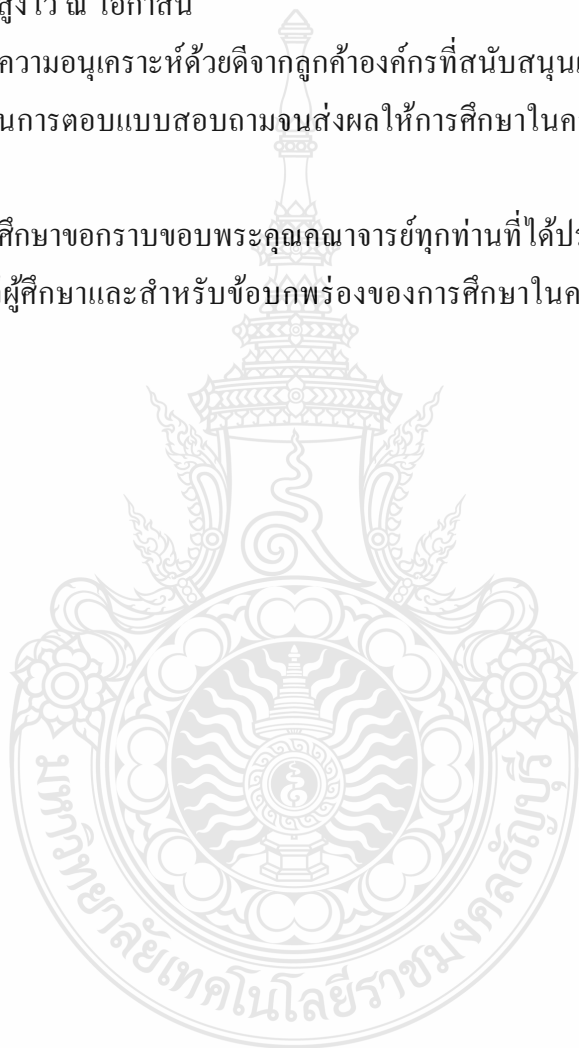 สูงไว้ ณ โอกาสนี้
ความอนุเคราะห์ด้วยดีจากลูกค้าองค์กรที่สนับสนุน
นการตอบแบบสอบถามจนส่งผลให้การศึกษาในค
ศึกษาขอกราบขอบพระคุณคณาจารย์ทุกท่านที่ได้ประ
ผู้ศึกษาและสำหรับข้อบกพร่องของการศึกษาในค
มหาวิทยาลัยเทคโนโลยีราชมงคลธัญบุรี